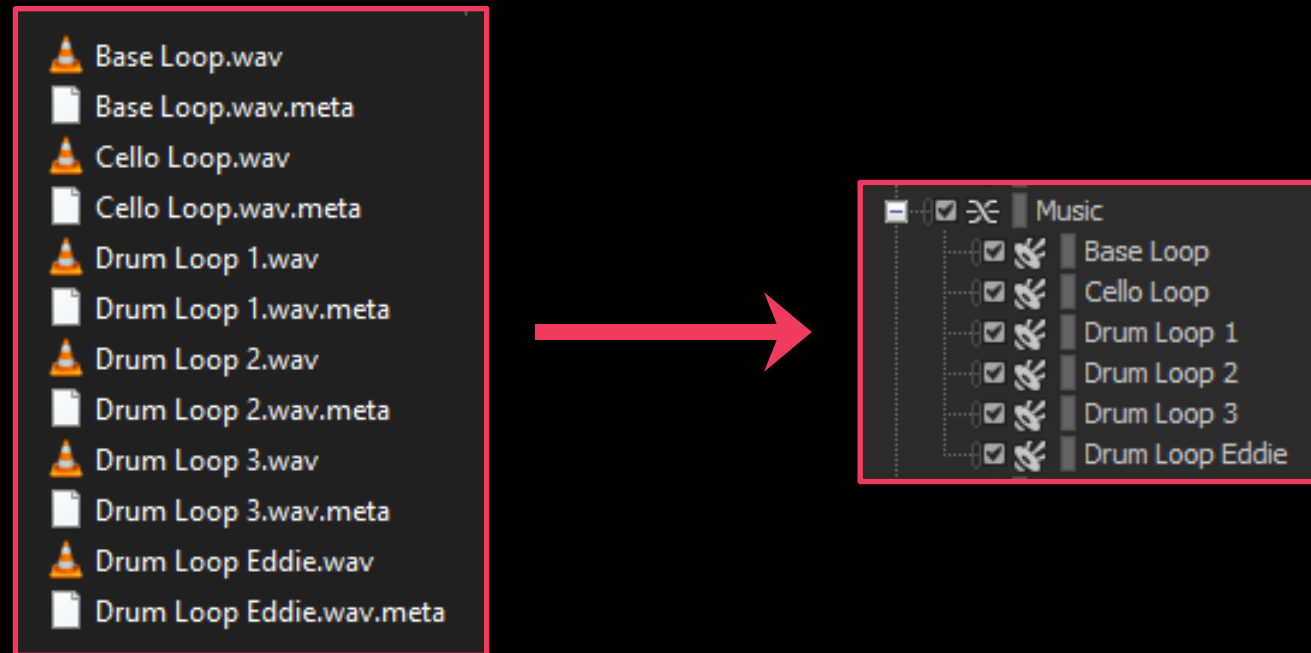 Base Loop.wav
Base Loop.wav.meta
Cello Loop.wav
Cello Loop.wav.meta
Drum Loop 1.wav
Drum Loop 1.wav.meta
Drum Loop 2.wav
Drum Loop 2.wav.meta
Drum Loop 3.wav
Drum Loop 3.wav.meta
Drum Loop Eddie.wav
Drum Loop Eddie.wav.meta
Music
Base Loop
Cello Loop
Drum Loop 1
Drum Loop 2
Drum Loop 3
Drum Loop Eddie